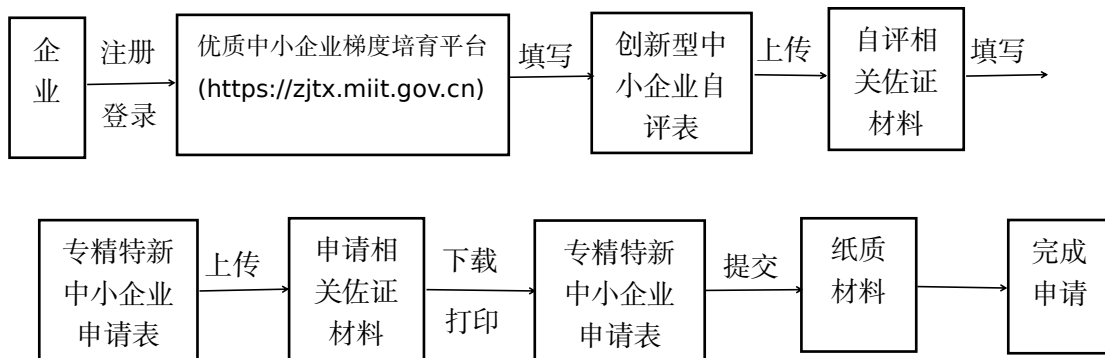 企
业
注册
登录
优质中小企业梯度培育平台
(https://zjtx.miit.gov.cn)
填写
创新型中
小企业自
评表
上传
自评相
关佐证
材料
填写
专精特新
中小企业
申请表
上传
申请相
关佐证
材料
下载
打印
专精特新
中小企业
申请表
提交
纸质
材料
完成
申请